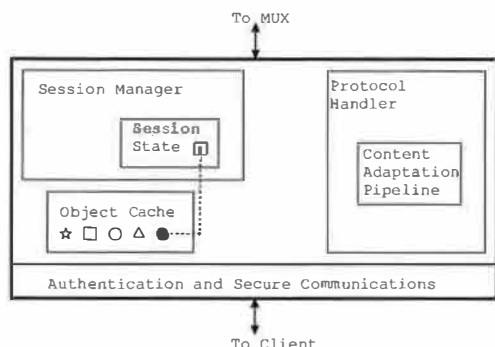 To MUX
Session Manager
Session
State
Object Cache
Protocol
Handler
Content
Adaptation
Pipeline
Authentication and Secure Communications
To Client